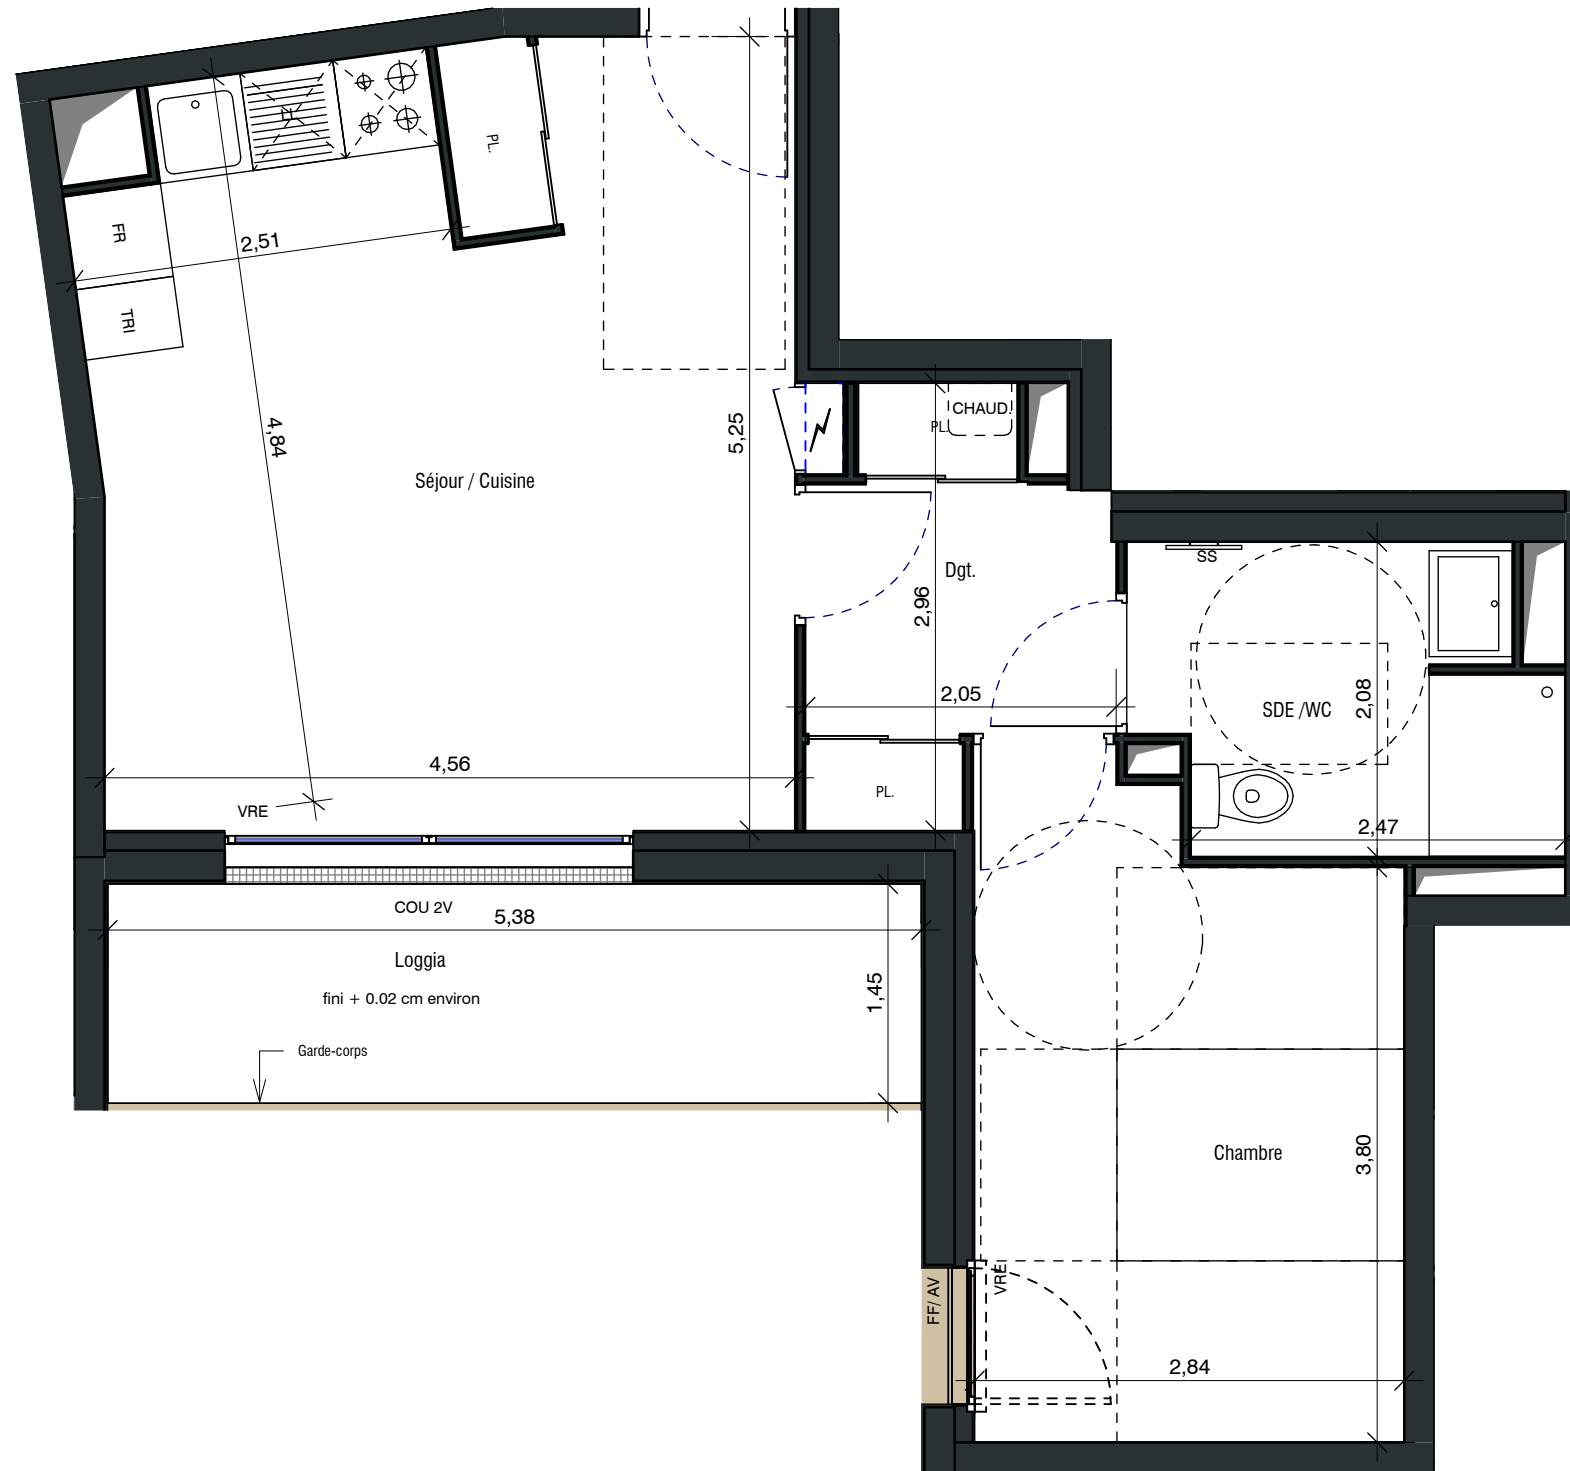 PL.
LL
FR
2,51
TRI
4,84
5,25
CHAUD.
PL.
Séjour / Cuisine
SS
Dgt.
2,96
2,05
SDE /WC
2,08
4,56
PL.
VRE
2,47
COU 2V
5,38
Loggia
1,45
fini + 0.02 cm environ
Garde-corps
Chambre
3,80
VRE
FF/ AV
2,84